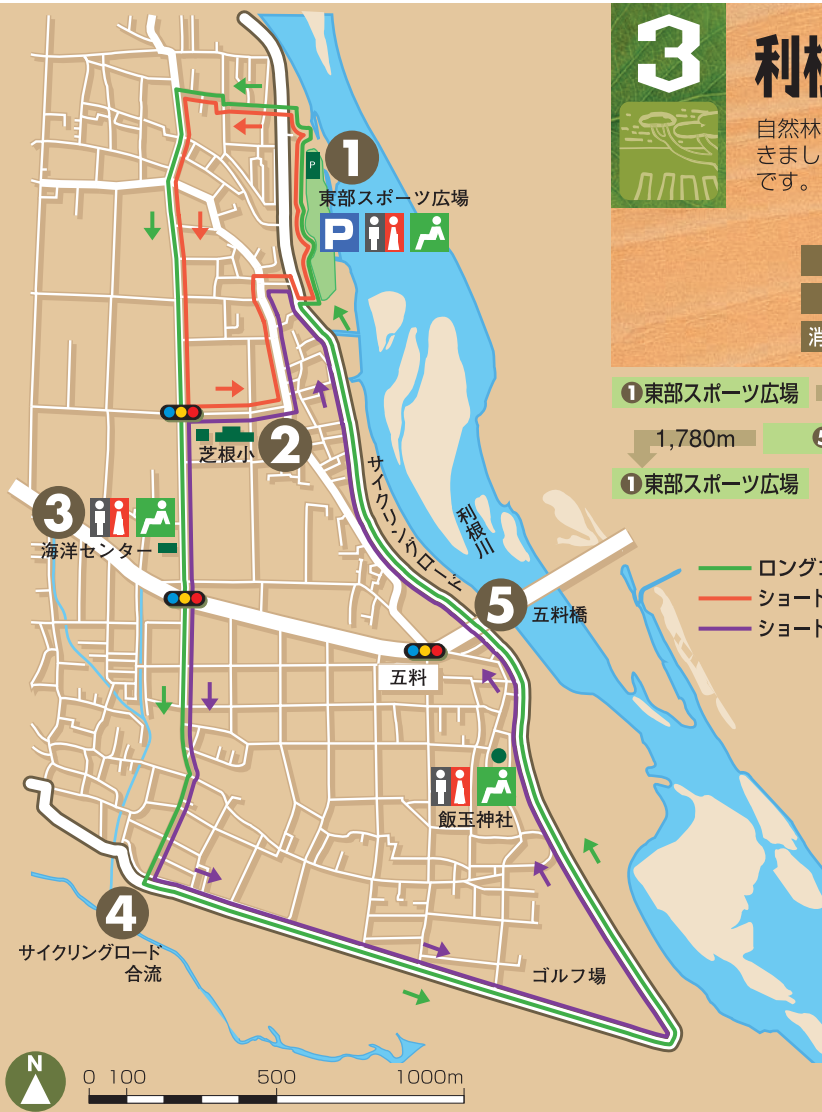 3
利根
自然林
きまし
です。
消
①東部スポーツ広場
1,780m
①東部スポーツ広場
ロング
ショート
ショート
1
P
東部スポーツ広場
P
2
芝根小
3
海洋センター
サイクリングロード
利根川
5
五料橋
五料
飯玉神社
4
サイクリングロード
合流
ゴルフ場
N
0 100 500 1000m